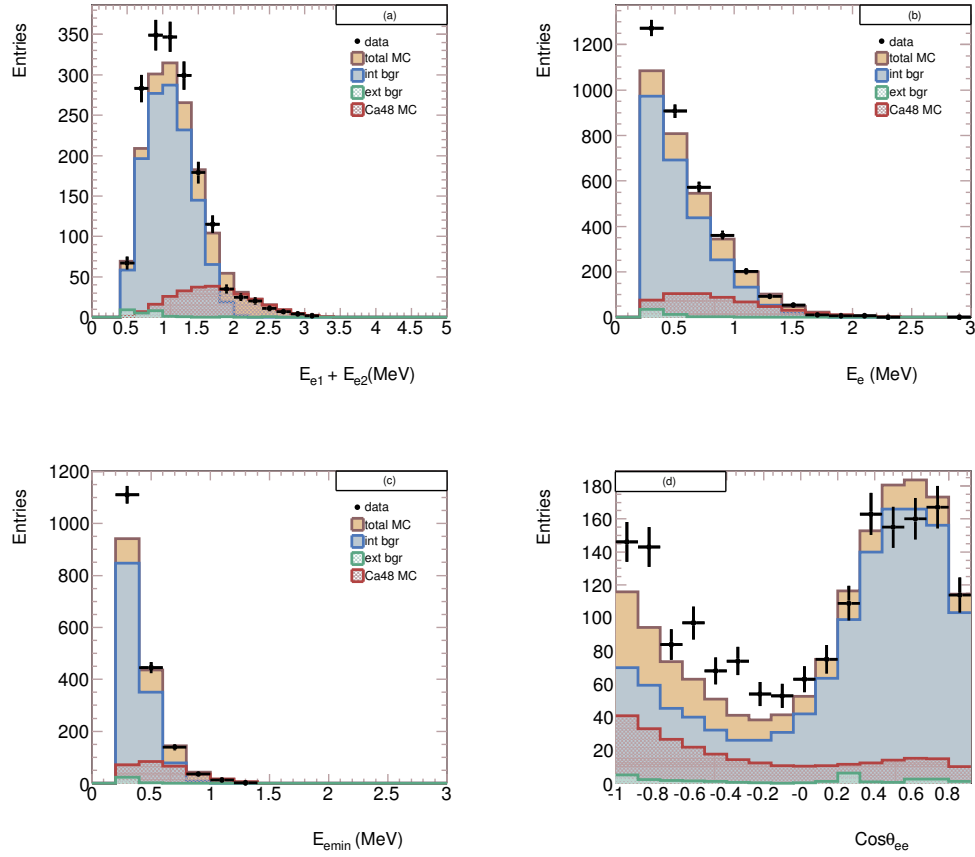 (a)
Entries
350
300
250
200
150
100
50
0
data
total MC
int bgr
ext bgr
Ca48 MC
0 0.5 1 1.5 2 2.5 3 3.5 4 4.5 5
E_e1 + E_e2(MeV)
(b)
Entries
1200
1000
800
600
400
200
0
data
total MC
int bgr
ext bgr
Ca48 MC
0 0.5 1 1.5 2 2.5 3
E_e (MeV)
(c)
Entries
1200
1000
800
600
400
200
0
data
total MC
int bgr
ext bgr
Ca48 MC
0 0.5 1 1.5 2 2.5 3
E_emin (MeV)
(d)
Entries
180
160
140
120
100
80
60
40
20
0
-1 -0.8 -0.6 -0.4 -0.2 -0 0.2 0.4 0.6 0.8
Cosθ_ee